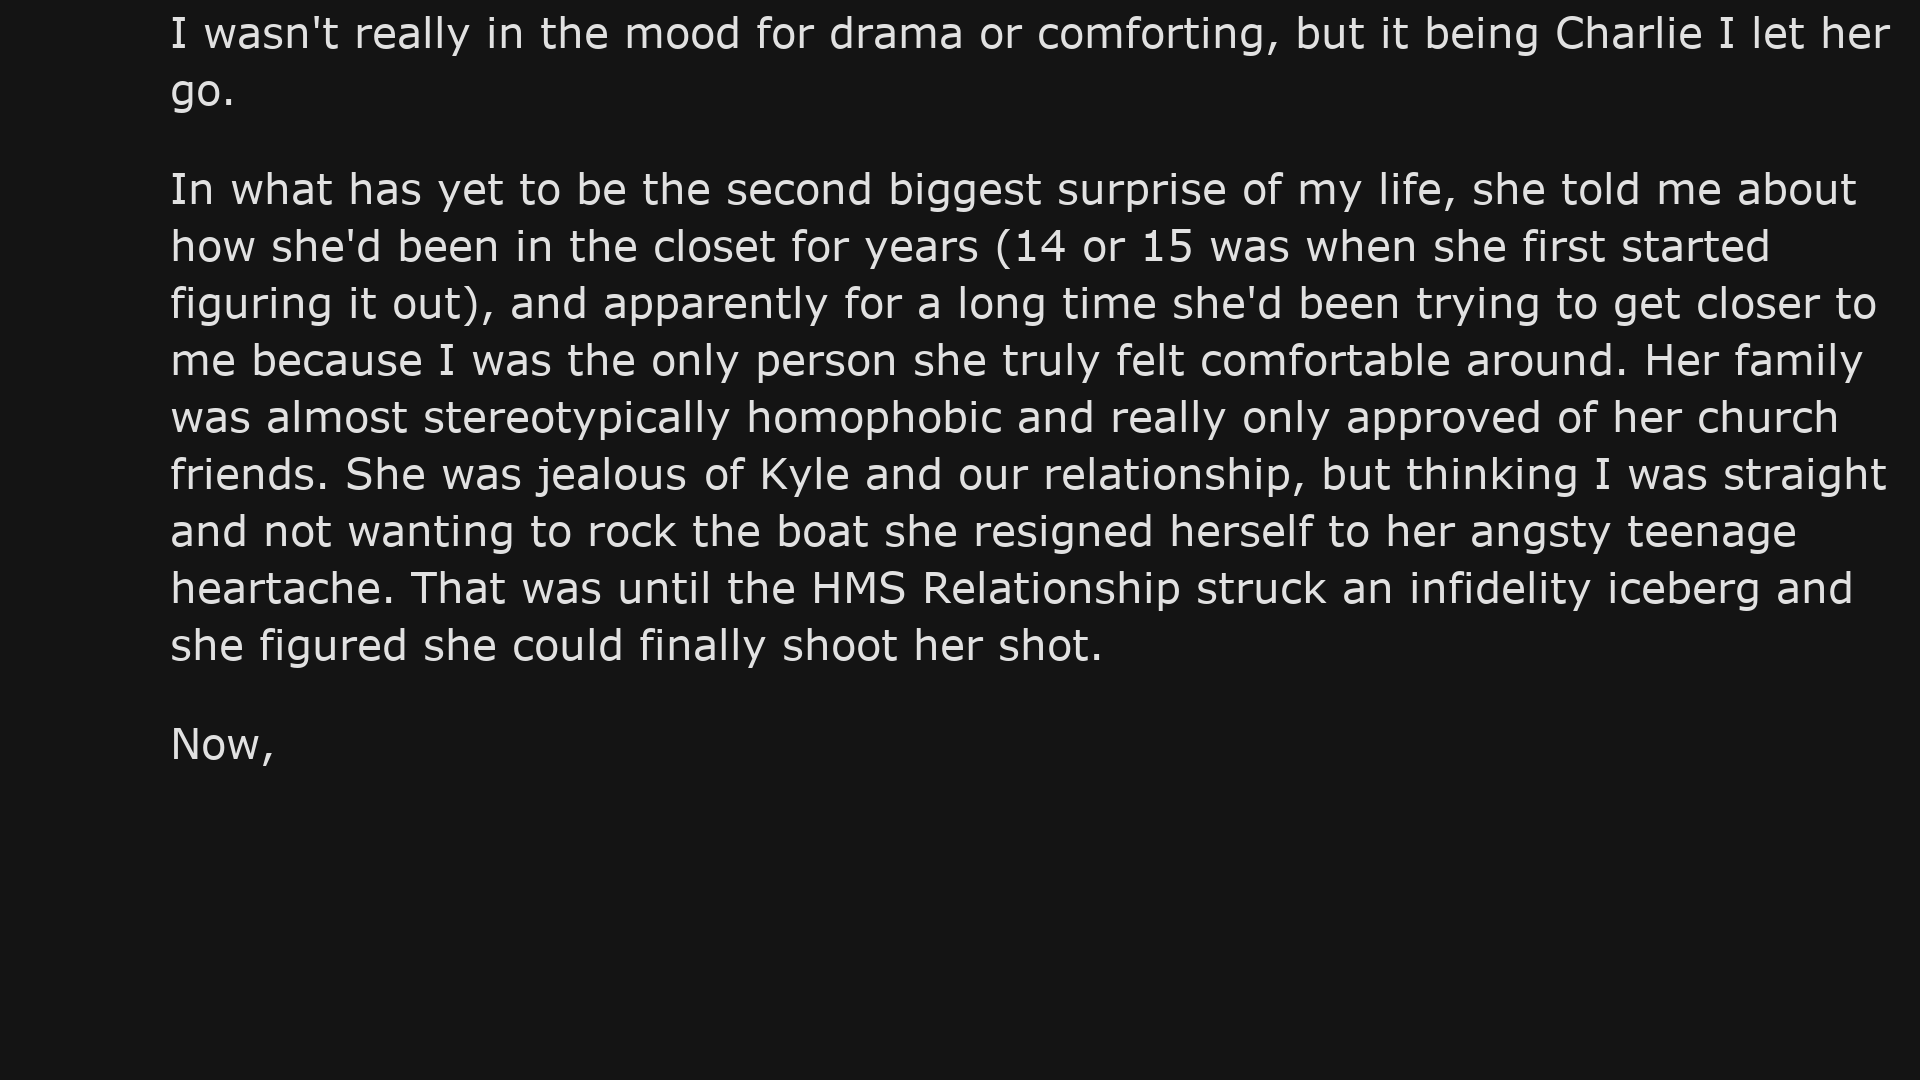 I wasn't really in the mood for drama or comforting, but it being Charlie I let her
go.
In what has yet to be the second biggest surprise of my life, she told me about
how she'd been in the closet for years (14 or 15 was when she first started
figuring it out), and apparently for a long time she'd been trying to get closer to
me because I was the only person she truly felt comfortable around. Her family
was almost stereotypically homophobic and really only approved of her church
friends. She was jealous of Kyle and our relationship, but thinking I was straight
and not wanting to rock the boat she resigned herself to her angsty teenage
heartache. That was until the HMS Relationship struck an infidelity iceberg and
she figured she could finally shoot her shot.
Now,